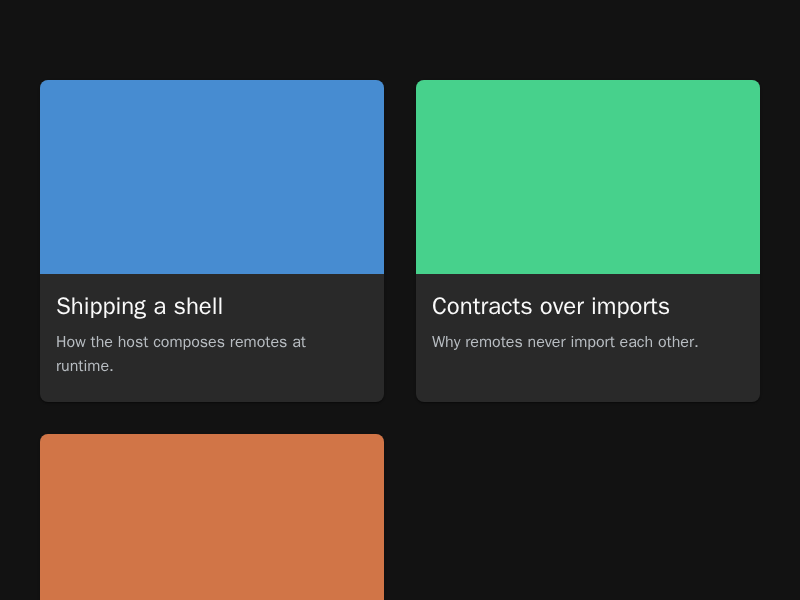 Shipping a shell
How the host composes remotes at
runtime.
Contracts over imports
Why remotes never import each other.